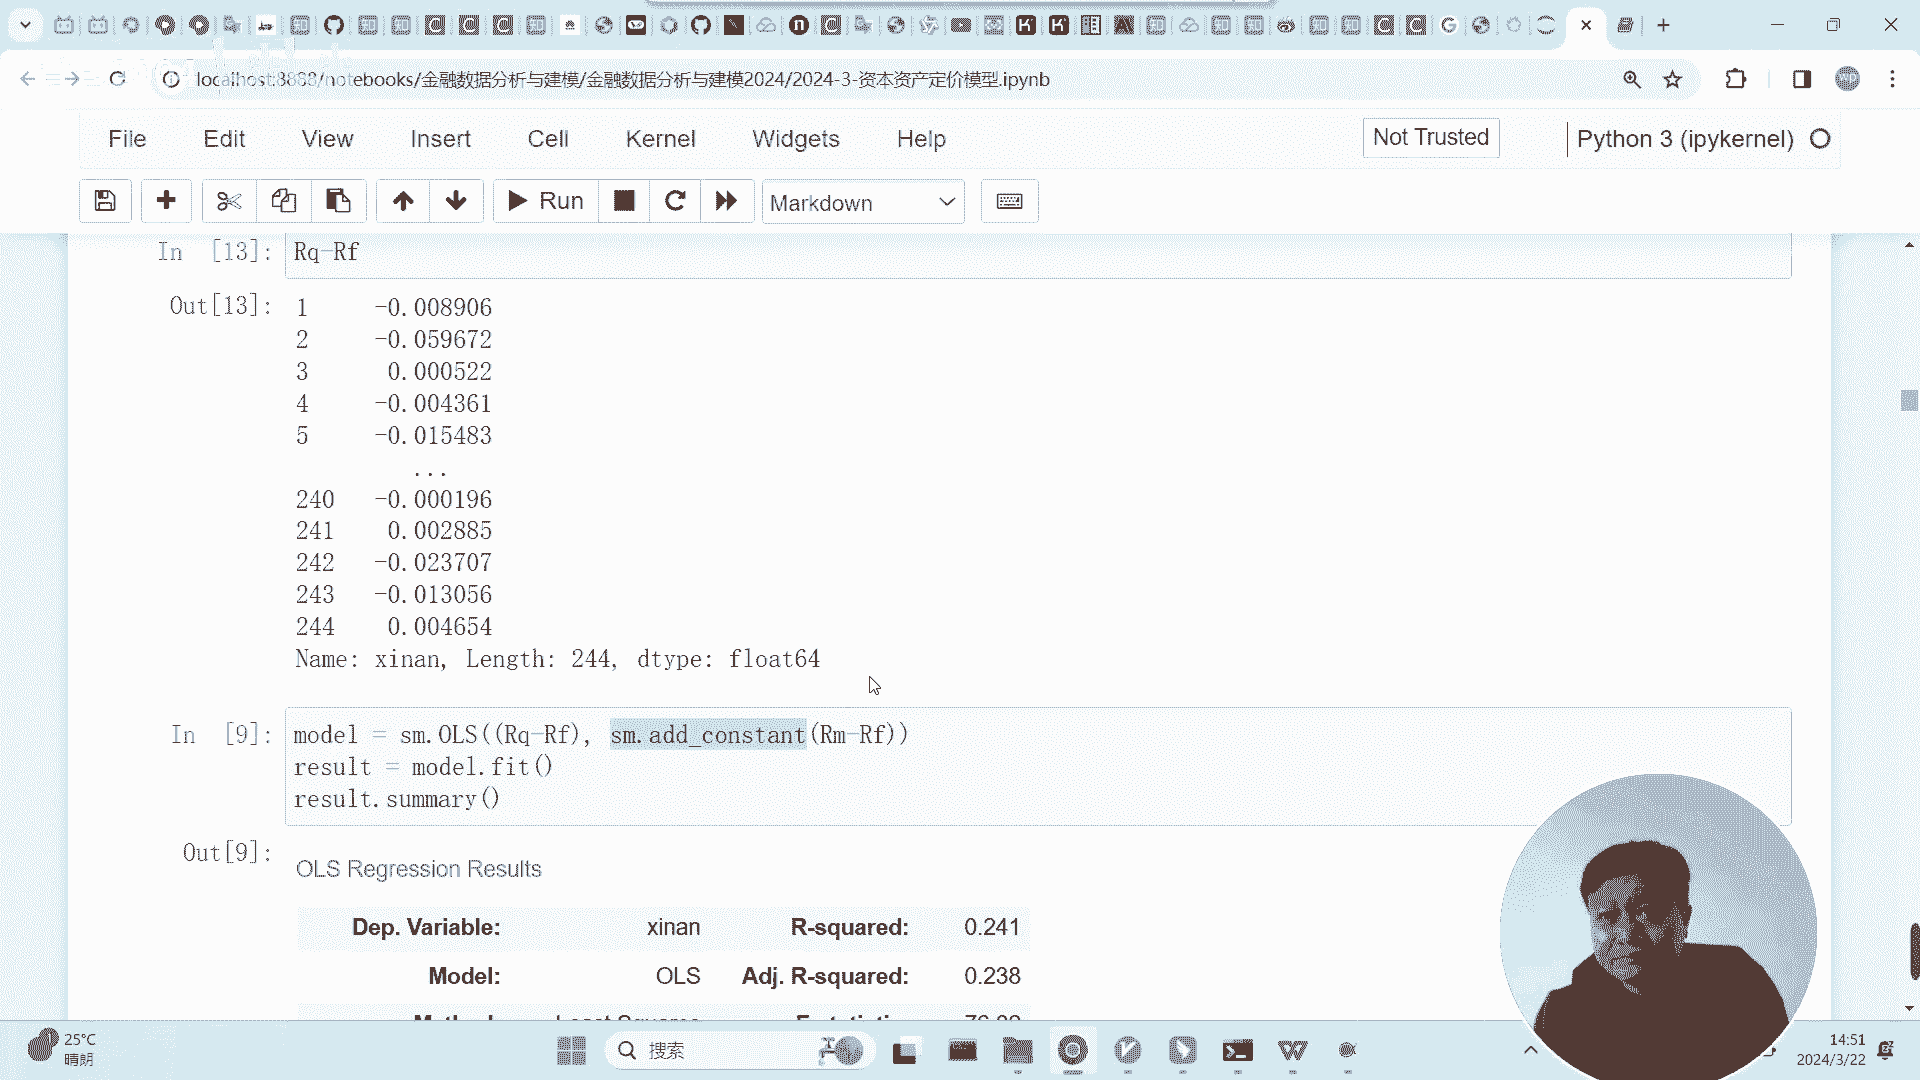 localhost:8888/notebooks/金融数据分析与建模/金融数据分析与建模2024/2024-3-资本资产定价模型.ipynb
File Edit View Insert Cell Kernel Widgets Help Not Trusted Python 3 (ipykernel)
Run Markdown
In [13]: Rq-Rf
Out[13]: 1 -0.008906
2 -0.059672
3 0.000522
4 -0.004361
5 -0.015483
...
240 -0.000196
241 0.002885
242 -0.023707
243 -0.013056
244 0.004654
Name: xinan, Length: 244, dtype: float64
In [9]: model = sm.OLS((Rq-Rf), sm.add_constant(Rm-Rf))
result = model.fit()
result.summary()
Out[9]:
OLS Regression Results
Dep. Variable: xinan R-squared: 0.241
Model: OLS Adj. R-squared: 0.238
25°C
晴朗
搜索
14:51
2024/3/22